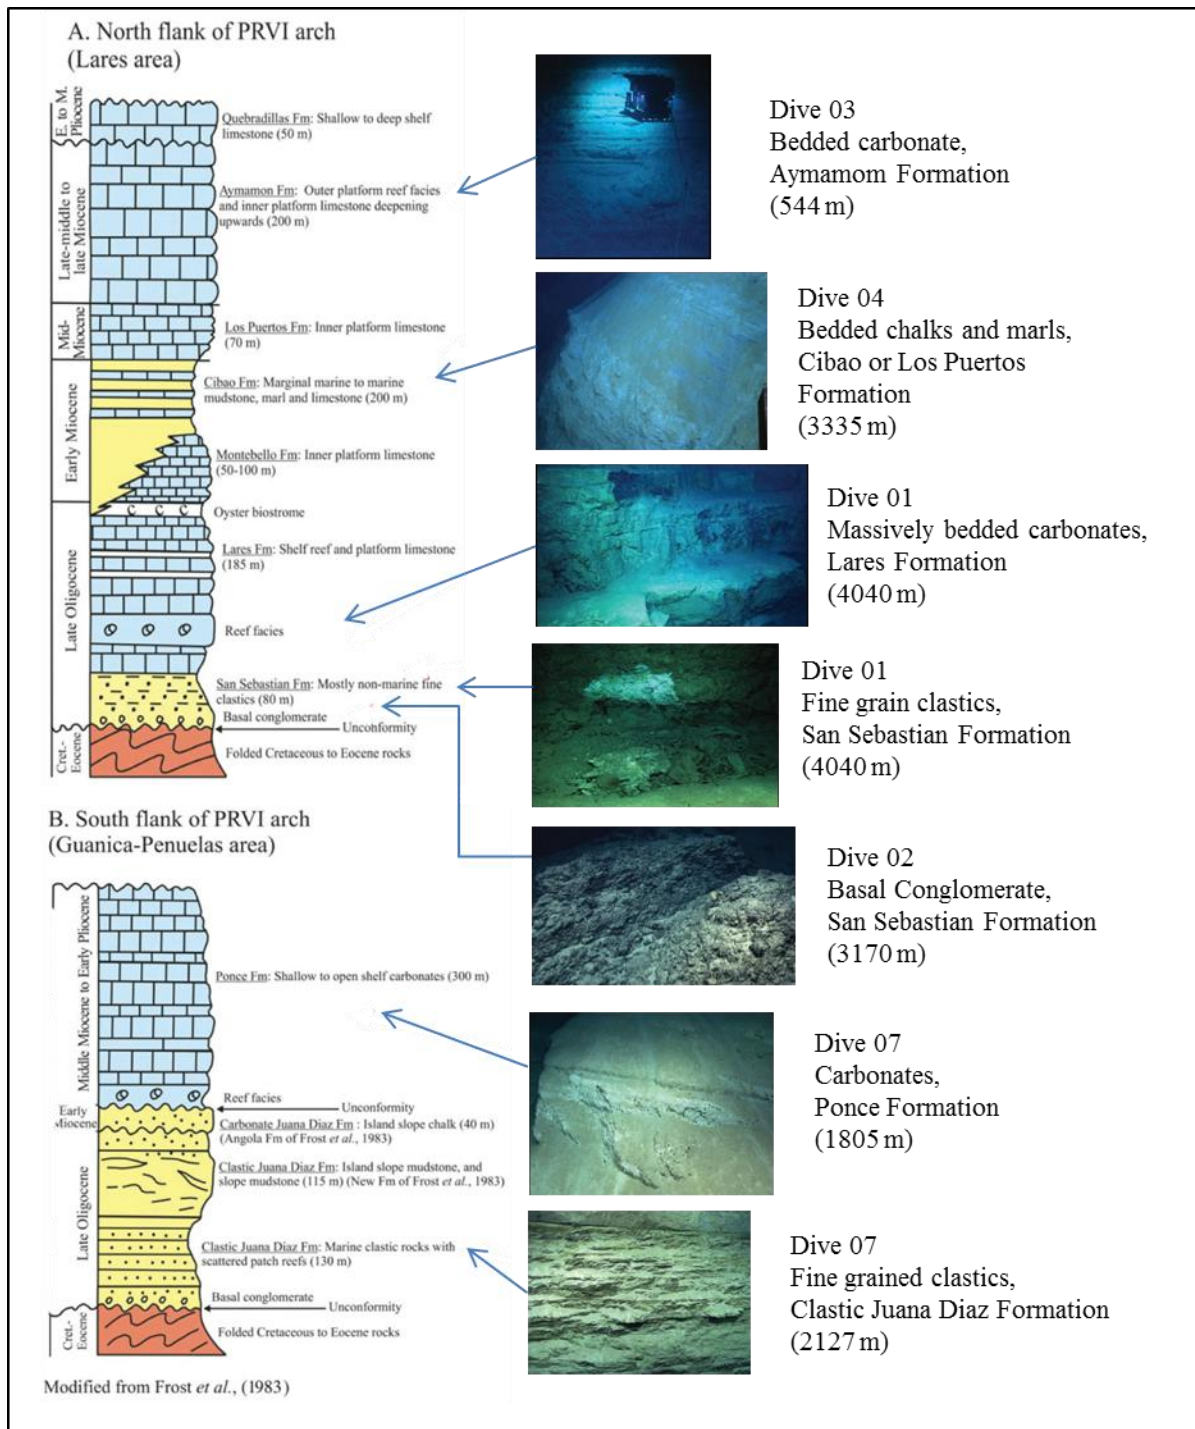 A. North flank of PRVI arch
(Lares area)
E. to M.
Pliocene
Quebradillas Fm: Shallow to deep shelf
limestone (50 m)
Late-middle to
late Miocene
Aymamon Fm: Outer platform reef facies
and inner platform limestone deepening
upwards (200 m)
Mid-
Miocene
Los Puertos Fm: Inner platform limestone
(70 m)
Early Miocene
Cibao Fm: Marginal marine to marine
mudstone, marl and limestone (200 m)
Montebello Fm: Inner platform limestone
(50-100 m)
Oyster biostrome
Late Oligocene
Lares Fm: Shelf reef and platform limestone
(185 m)
Reef facies
San Sebastian Fm: Mostly non-marine fine
clastics (80 m)
Basal conglomerate
Unconformity
Cret.-
Eocene
Folded Cretaceous to Eocene rocks
B. South flank of PRVI arch
(Guanica-Penuelas area)
Middle Miocene to Early Pliocene
Ponce Fm: Shallow to open shelf carbonates (300 m)
Reef facies
Unconformity
Early
Miocene
Carbonate Juana Diaz Fm : Island slope chalk (40 m)
(Angola Fm of Frost et al., 1983)
Late Oligocene
Clastic Juana Diaz Fm: Island slope mudstone, and
slope mudstone (115 m) (New Fm of Frost et al., 1983)
Clastic Juana Diaz Fm: Marine clastic rocks with
scattered patch reefs (130 m)
Basal conglomerate
Unconformity
Cret.-
Eocene
Folded Cretaceous to Eocene rocks
Modified from Frost et al., (1983)
Dive 03
Bedded carbonate,
Aymamom Formation
(544 m)
Dive 04
Bedded chalks and marls,
Cibao or Los Puertos
Formation
(3335 m)
Dive 01
Massively bedded carbonates,
Lares Formation
(4040 m)
Dive 01
Fine grain clastics,
San Sebastian Formation
(4040 m)
Dive 02
Basal Conglomerate,
San Sebastian Formation
(3170 m)
Dive 07
Carbonates,
Ponce Formation
(1805 m)
Dive 07
Fine grained clastics,
Clastic Juana Diaz Formation
(2127 m)